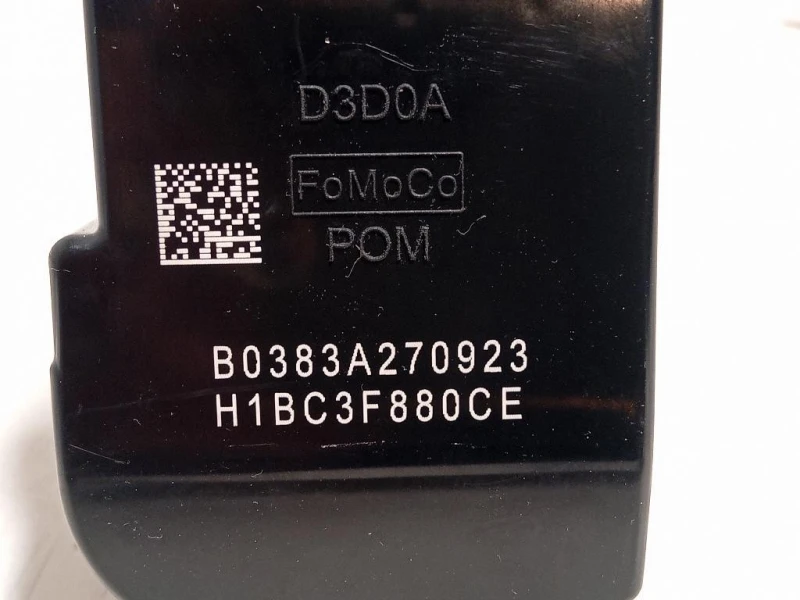 D3D0A
FoMoCo
POM
B0383A270923
H1BC3F880CE